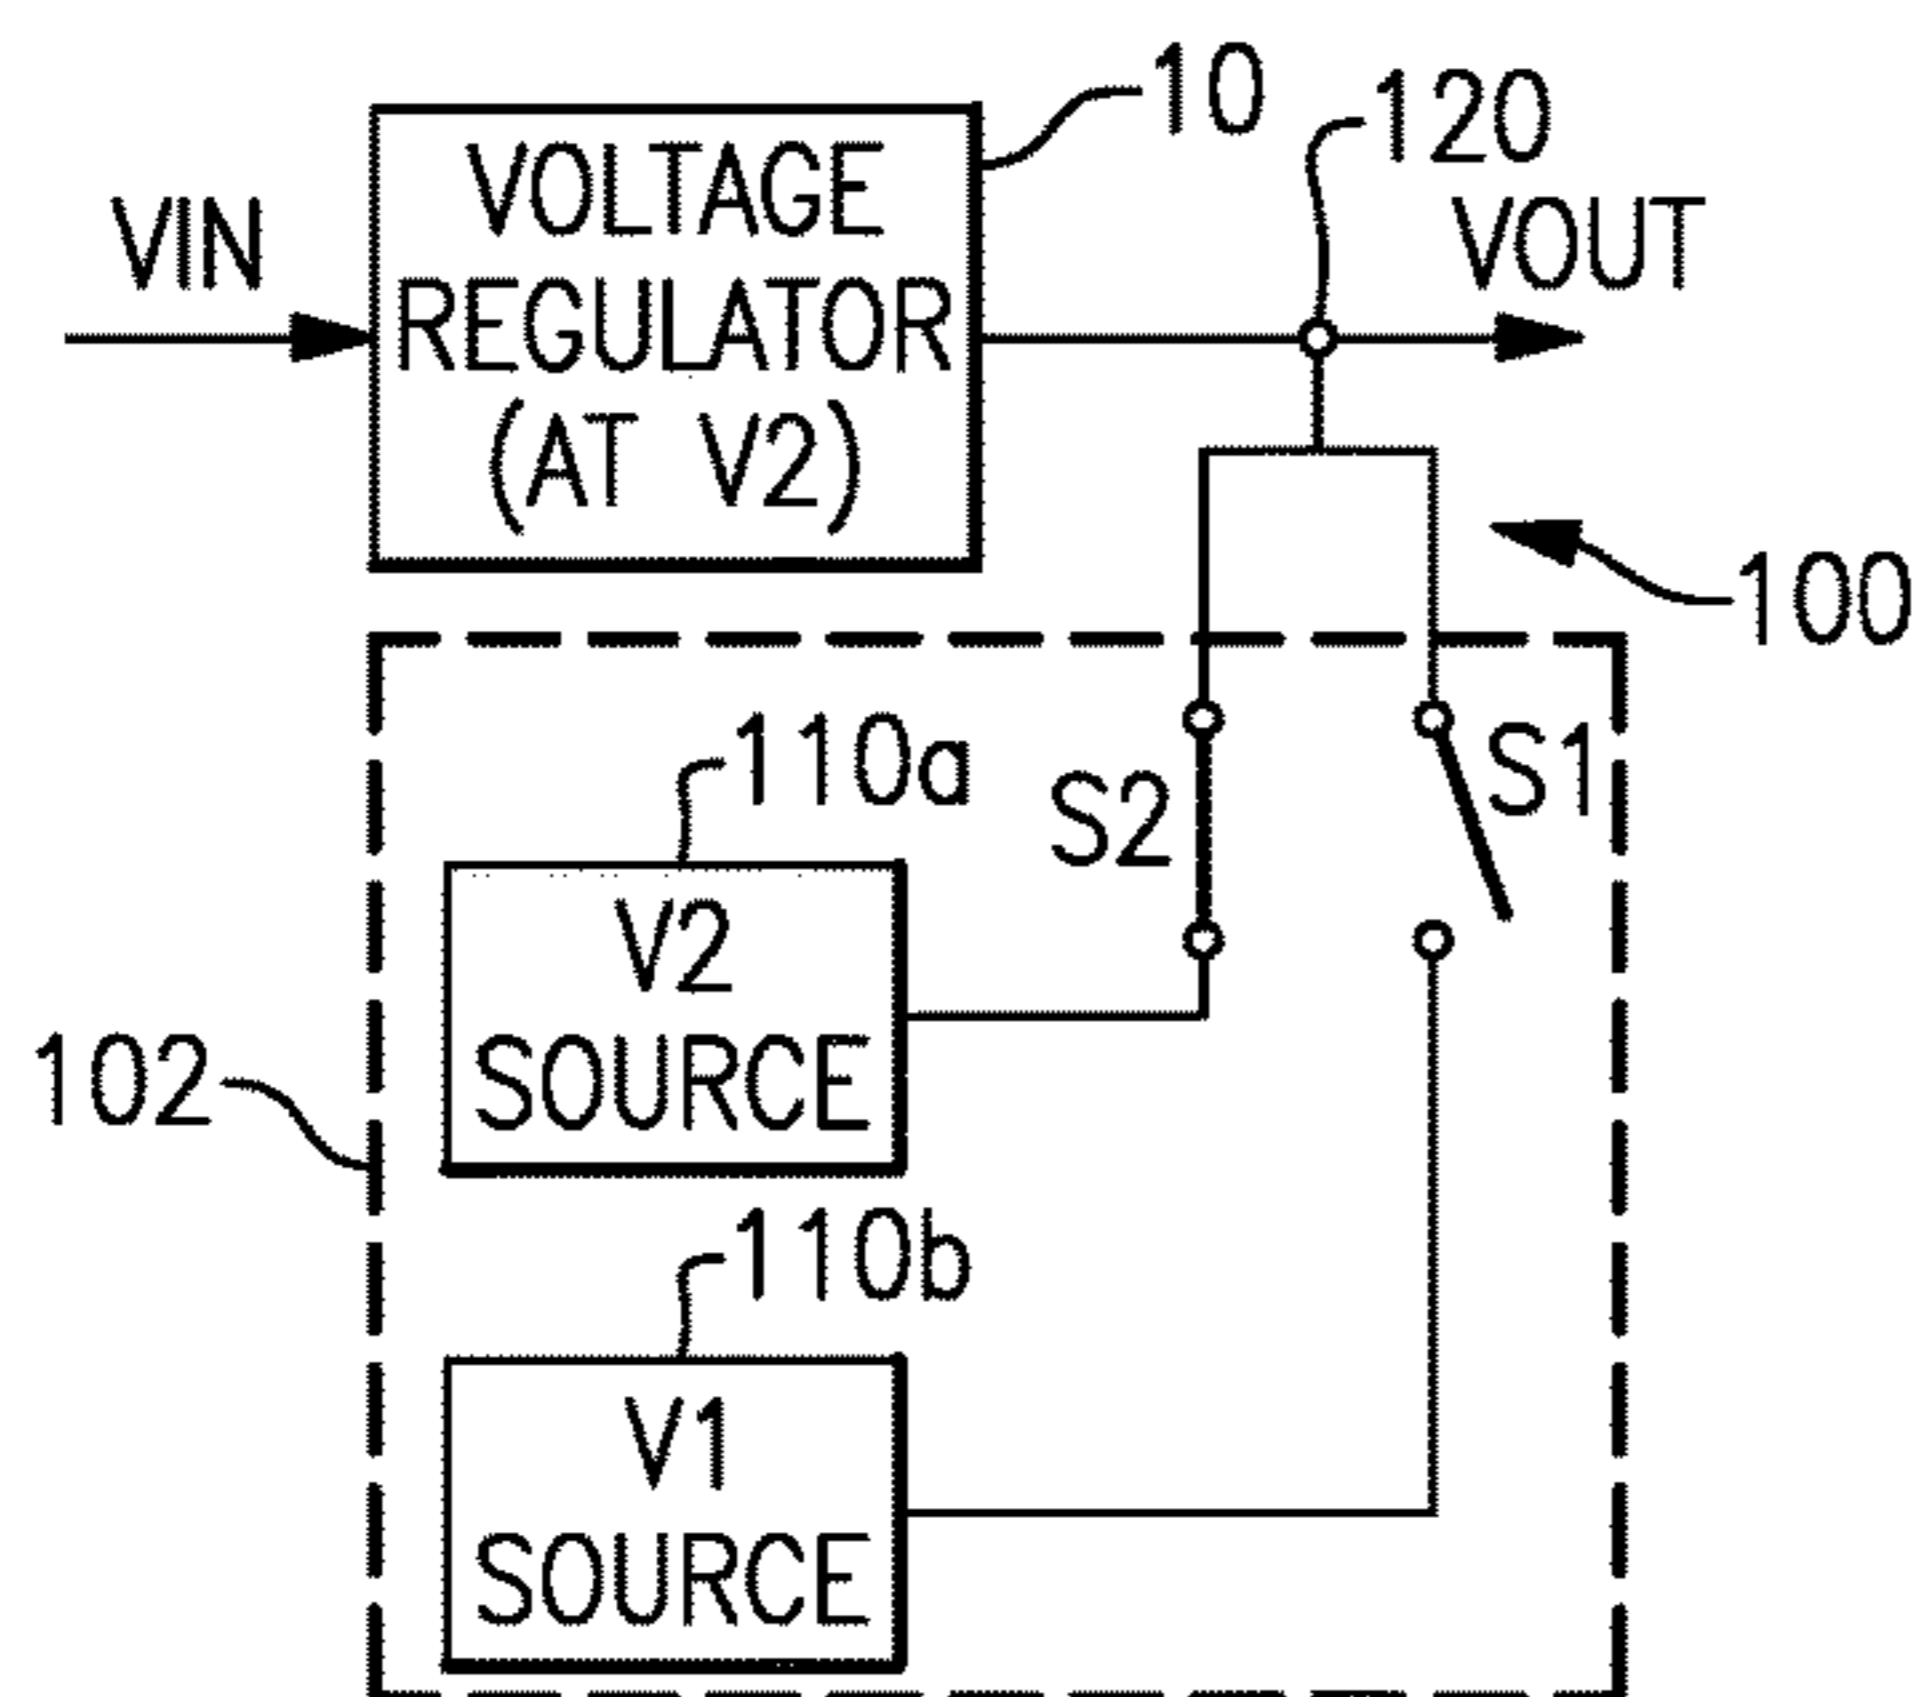 10
120
VIN
VOLTAGE
REGULATOR
(AT V2)
VOUT
100
110a
S2
S1
V2
SOURCE
102
110b
V1
SOURCE